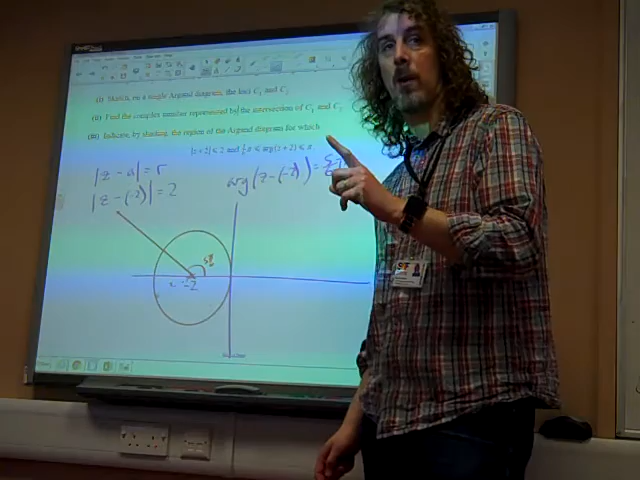 (i) Sketch, on a single Argand diagram, the loci C₁ and C₂
(ii) Find the complex number represented by the intersection of C₁ and C₂
(iii) Indicate, by shading, the region of the Argand diagram for which
|z + 2| ⩽ 2 and
π ⩽ arg(z + 2) ⩽ π
|z - a| = r
|z - (-2)| = 2
arg(z - (-2)) =
-2